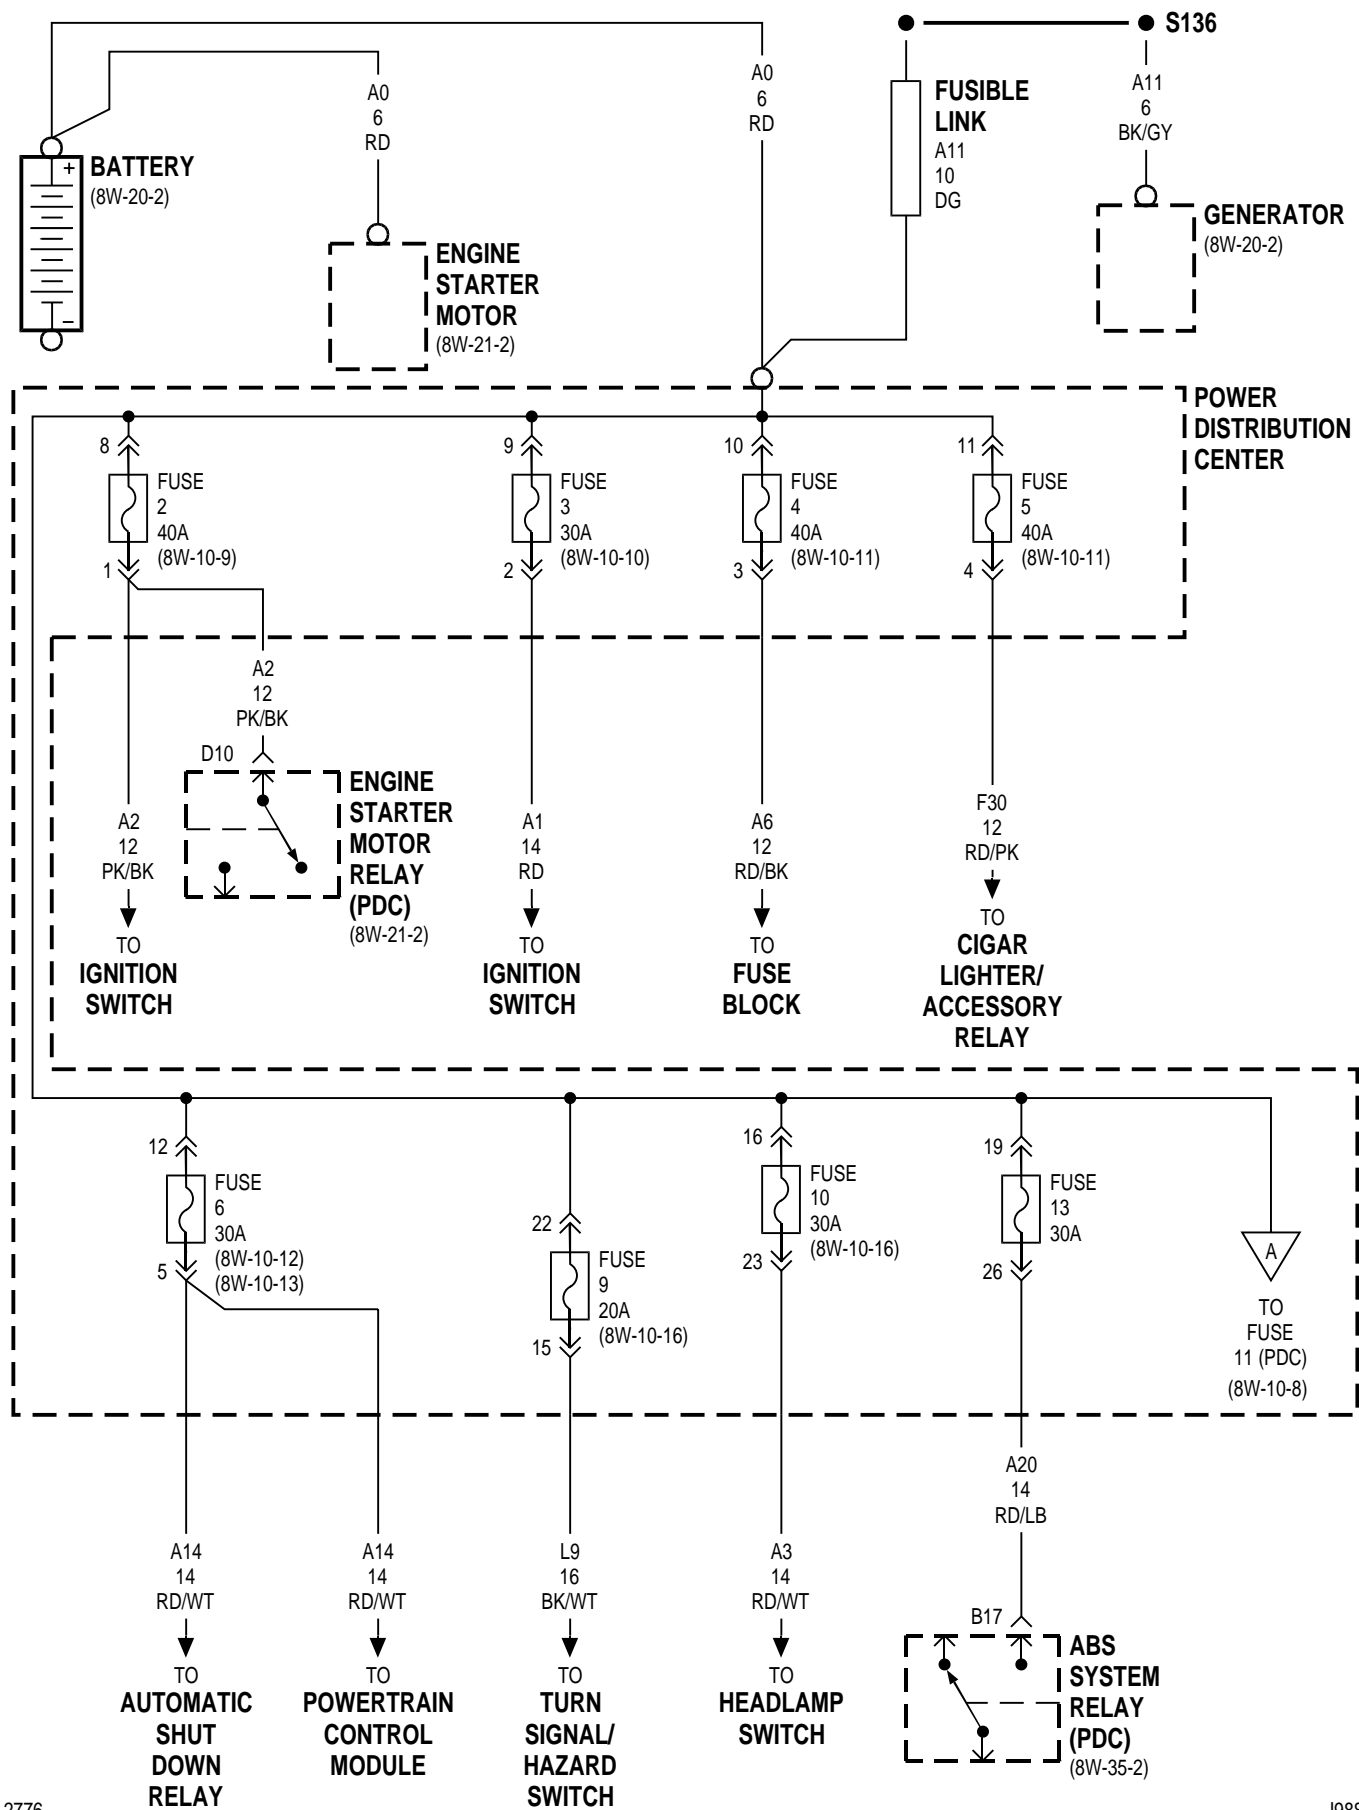 S136
A0
6
RD
A0
6
RD
FUSIBLE
LINK
A11
10
DG
A11
6
BK/GY
+
BATTERY
(8W-20-2)
–
ENGINE
STARTER
MOTOR
(8W-21-2)
GENERATOR
(8W-20-2)
POWER
DISTRIBUTION
CENTER
8
FUSE
2
40A
(8W-10-9)
1
9
FUSE
3
30A
(8W-10-10)
2
10
FUSE
4
40A
(8W-10-11)
3
11
FUSE
5
40A
(8W-10-11)
4
A2
12
PK/BK
D10
ENGINE
STARTER
MOTOR
RELAY
(PDC)
(8W-21-2)
A2
12
PK/BK
TO
IGNITION
SWITCH
A1
14
RD
TO
IGNITION
SWITCH
A6
12
RD/BK
TO
FUSE
BLOCK
F30
12
RD/PK
TO
CIGAR
LIGHTER/
ACCESSORY
RELAY
12
FUSE
6
30A
(8W-10-12)
(8W-10-13)
5
22
FUSE
9
20A
(8W-10-16)
15
16
FUSE
10
30A
(8W-10-16)
23
19
FUSE
13
30A
26
A
TO
FUSE
11 (PDC)
(8W-10-8)
A14
14
RD/WT
TO
AUTOMATIC
SHUT
DOWN
RELAY
A14
14
RD/WT
TO
POWERTRAIN
CONTROL
MODULE
L9
16
BK/WT
TO
TURN
SIGNAL/
HAZARD
SWITCH
A3
14
RD/WT
TO
HEADLAMP
SWITCH
A20
14
RD/LB
B17
ABS
SYSTEM
RELAY
(PDC)
(8W-35-2)